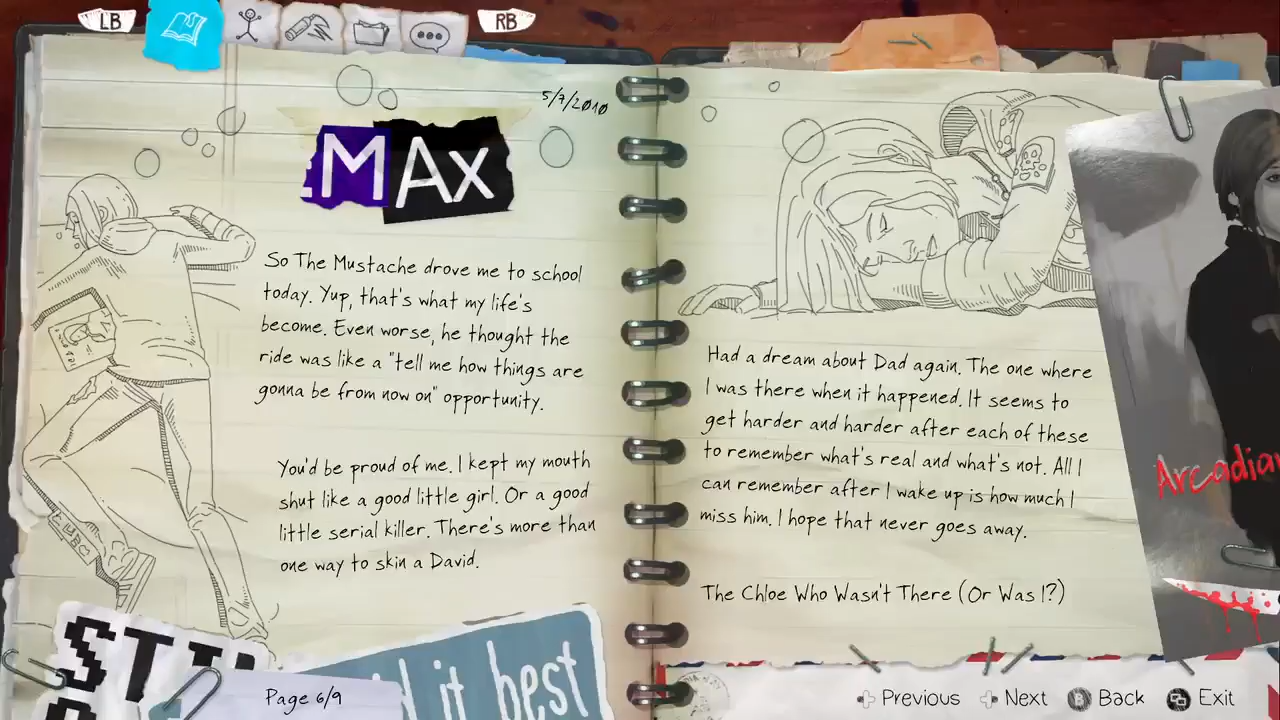 LB
RB
5/7/2010
MAx
So The Mustache drove me to school
today. Yup, that's what my life's
become. Even worse, he thought the
ride was like a "tell me how things are
gonna be from now on" opportunity.
You'd be proud of me. I kept my mouth
shut like a good little girl. Or a good
little serial killer. There's more than
one way to skin a David.
it best
Page 6/9
Had a dream about Dad again. The one where
I was there when it happened. It seems to
get harder and harder after each of these
to remember what's real and what's not. All I
can remember after I wake up is how much I
miss him. I hope that never goes away.
The Chloe Who Wasn't There (Or Was I?)
Arcadia
Previous
Next
B Back
Exit